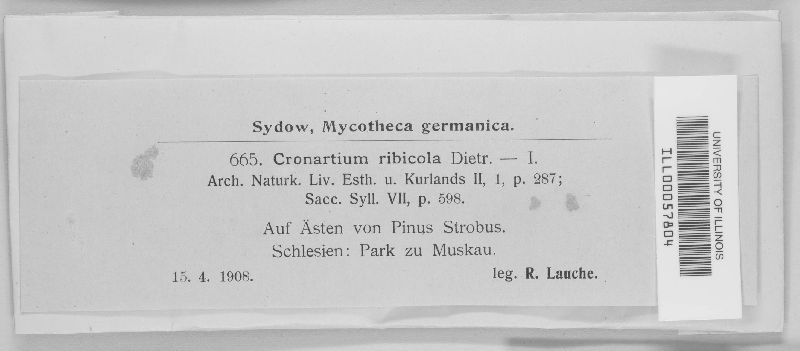 Sydow, Mycotheca germanica.
665. Cronartium ribicola Dietr. — I.
Arch. Naturk. Liv. Esth. u. Kurlands II, 1, p. 287;
Sacc. Syll. VII, p. 598.
Auf Ästen von Pinus Strobus.
Schlesien: Park zu Muskau.
15. 4. 1908. leg. R. Lauche.
UNIVERSITY OF ILLINOIS
ILL00057804